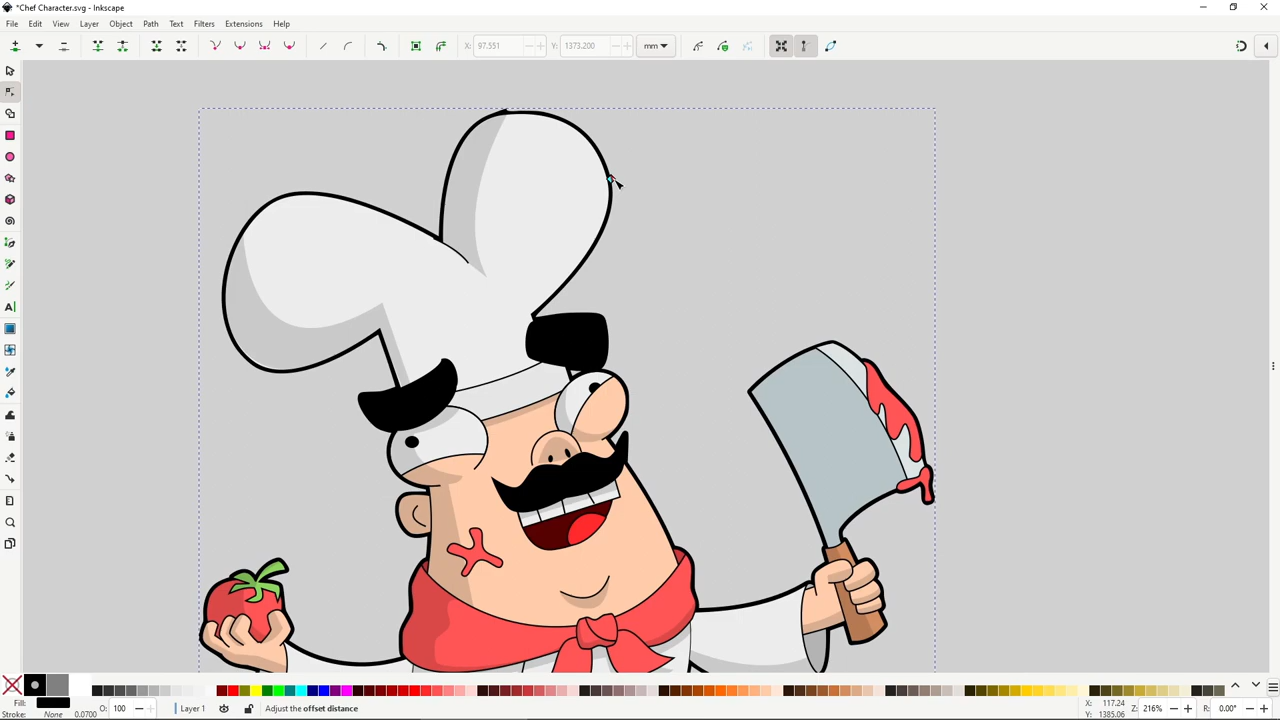 *Chef Character.svg - Inkscape
File Edit View Layer Object Path Text Filters Extensions Help
X: 97.551 - + Y: 1373.200 - + mm
Fill:
Stroke: None 0.0700 O: 100 - + Layer 1 Adjust the offset distance X: 117.24 Y: 1385.06 Z: 216% - + R: 0.00° - +